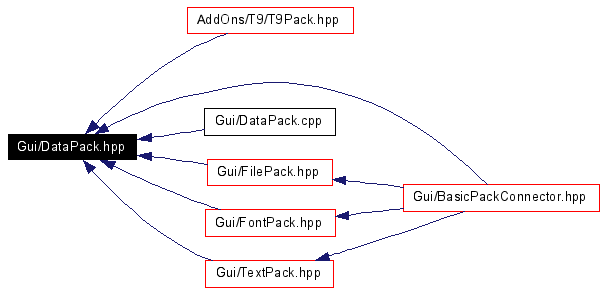 AddOns/T9/T9Pack.hpp
Gui/DataPack.cpp
Gui/DataPack.hpp
Gui/FilePack.hpp
Gui/BasicPackConnector.hpp
Gui/FontPack.hpp
Gui/TextPack.hpp